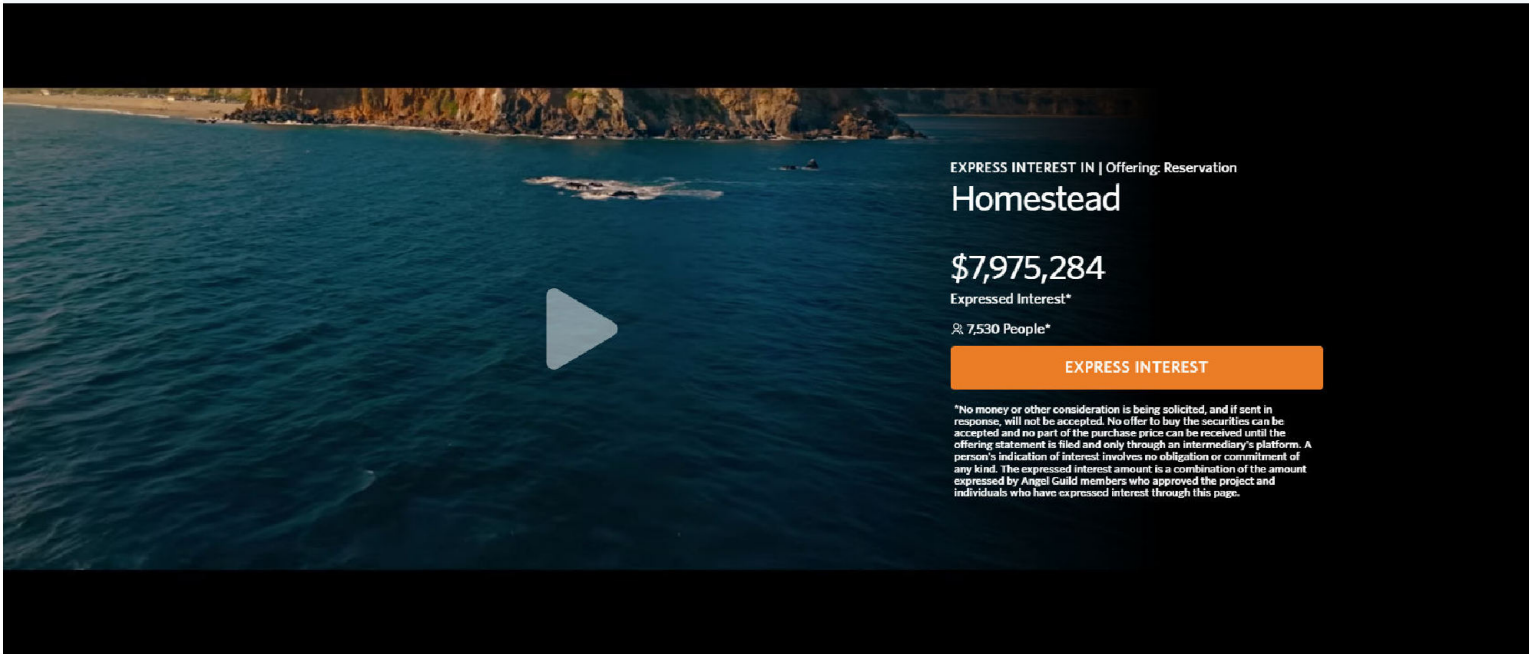 EXPRESS INTEREST IN | Offering: Reservation
Homestead
$7,975,284
Expressed Interest*
7,530 People*
EXPRESS INTEREST
*No money or other consideration is being solicited, and if sent in
response, will not be accepted. No offer to buy the securities can be
accepted and no part of the purchase price can be received until the
offering statement is filed and only through an intermediary's platform. A
person's indication of interest involves no obligation or commitment of
any kind. The expressed interest amount is a combination of the amount
expressed by Angel Guild members who approved the project and
individuals who have expressed interest through this page.